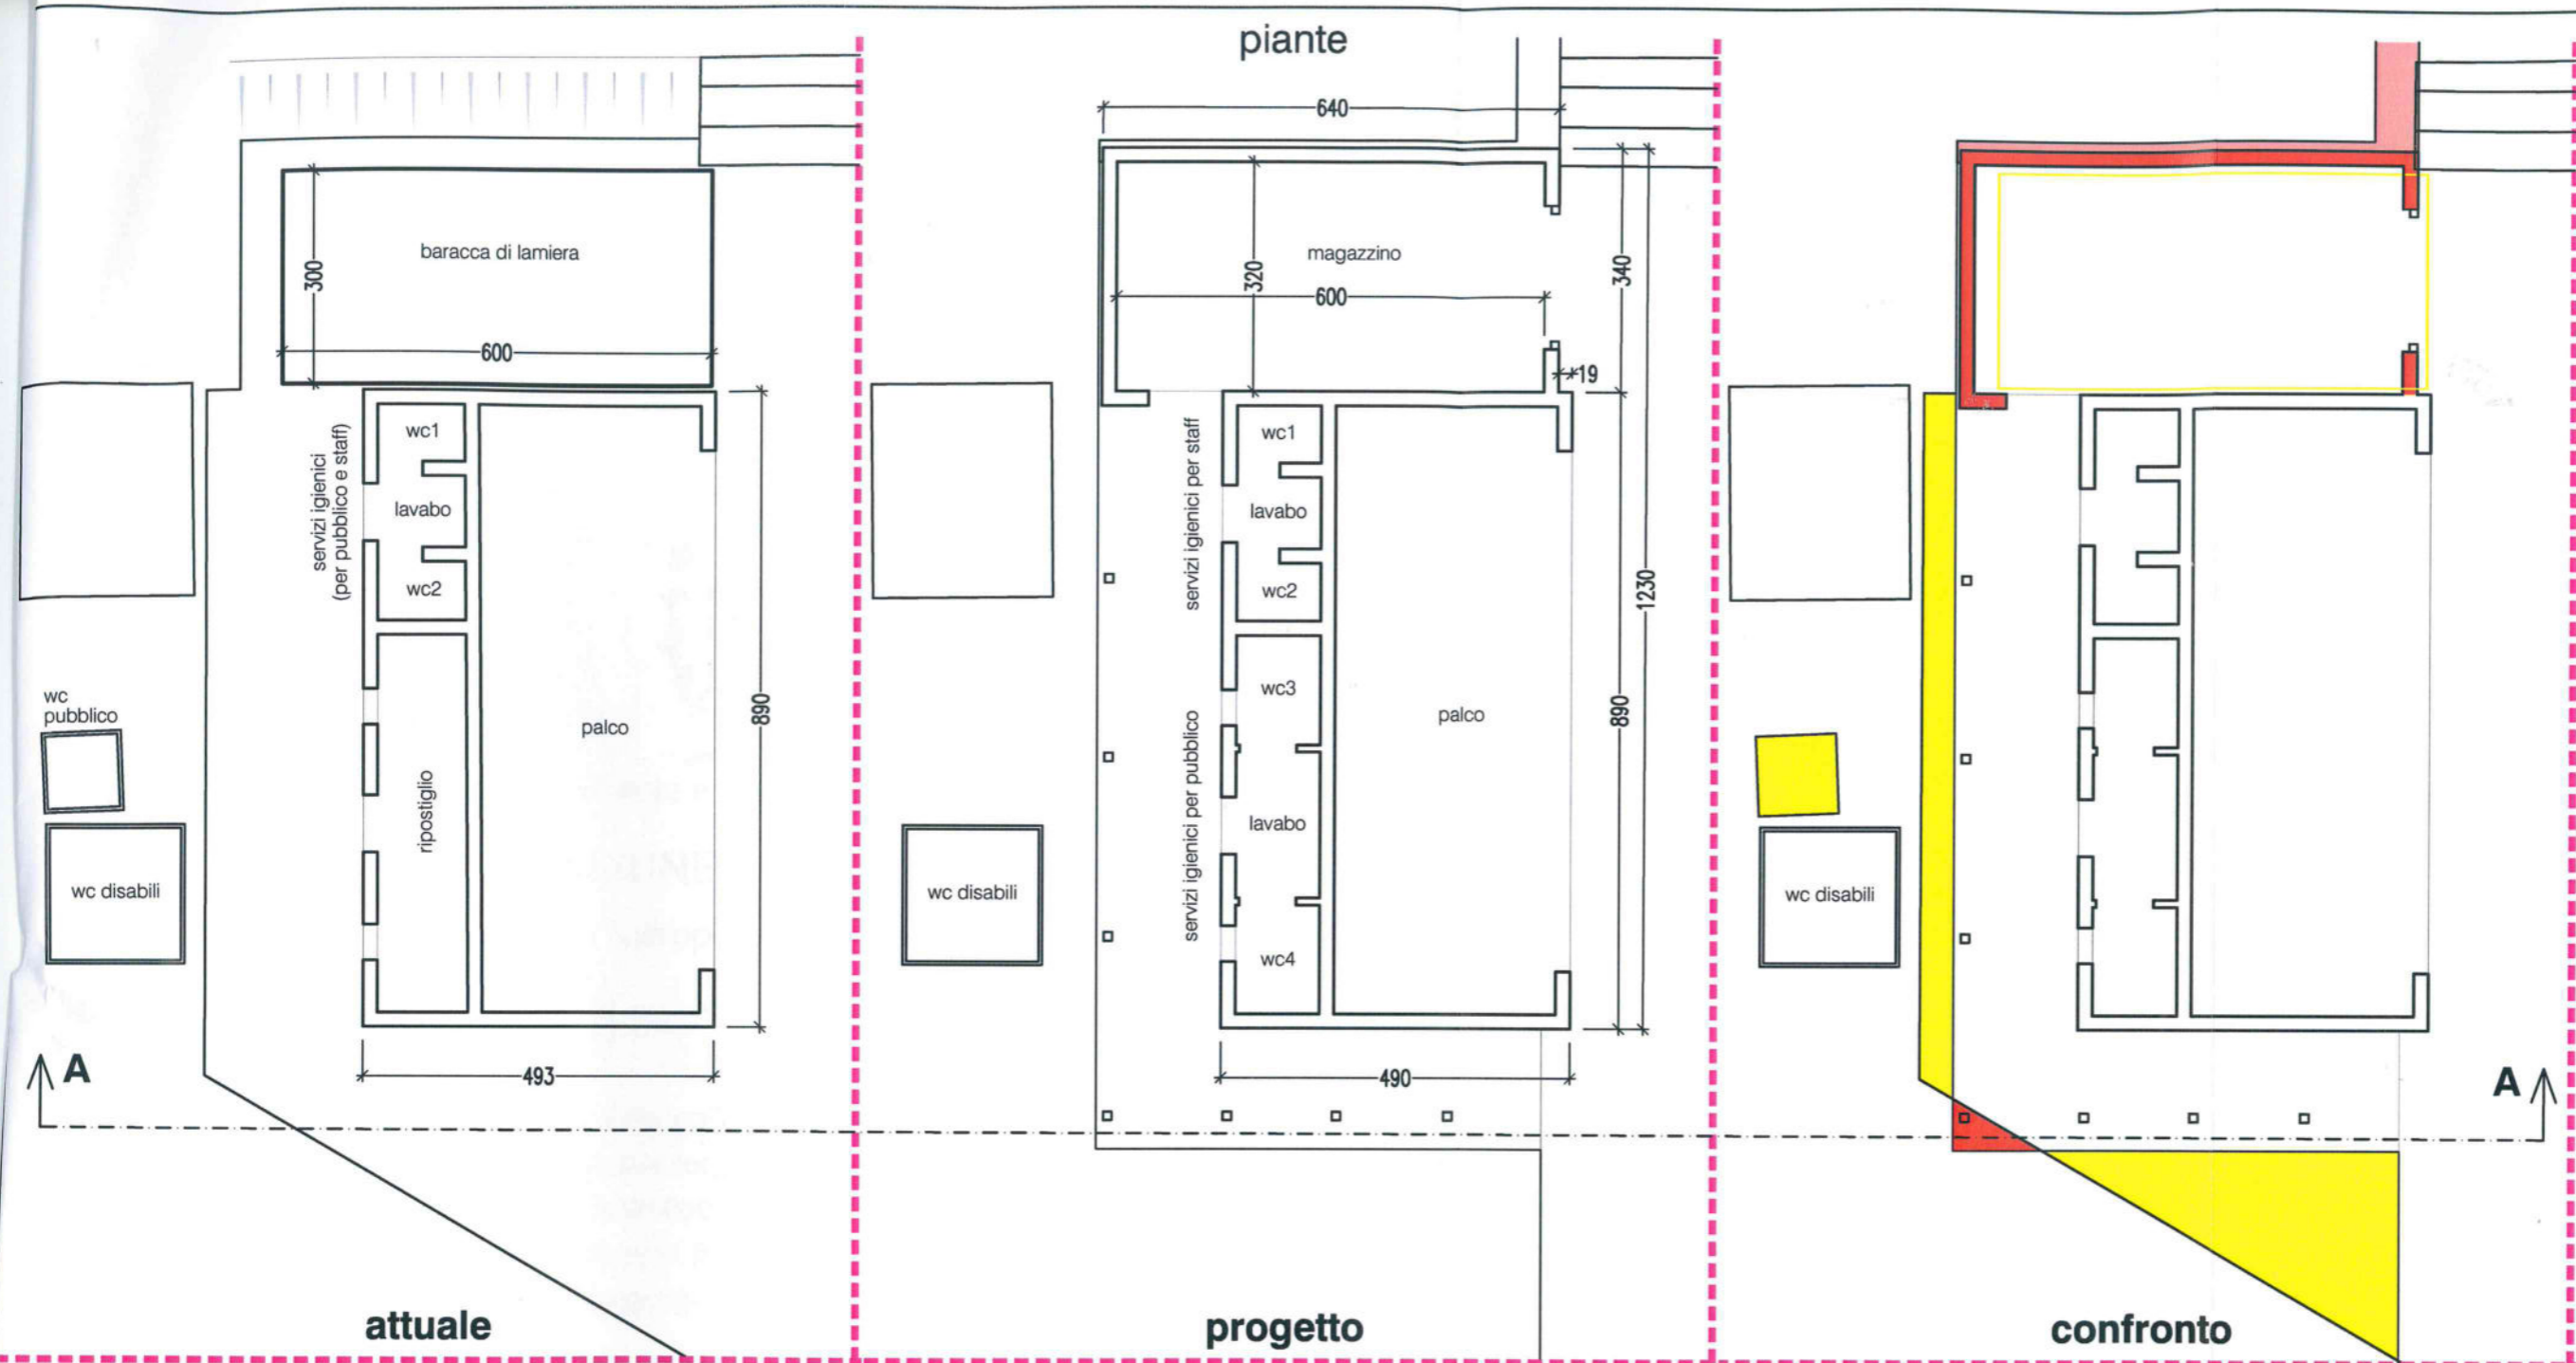 piante
baracca di lamiera
300
600
servizi igienici
(per pubblico e staff)
wc1
lavabo
wc2
ripostiglio
palco
890
wc
pubblico
wc disabili
A
493
attuale
640
magazzino
320
600
340
19
servizi igienici per staff
wc1
lavabo
wc2
servizi igienici per pubblico
wc3
lavabo
wc4
palco
890
1230
wc disabili
490
progetto
wc disabili
A
confronto